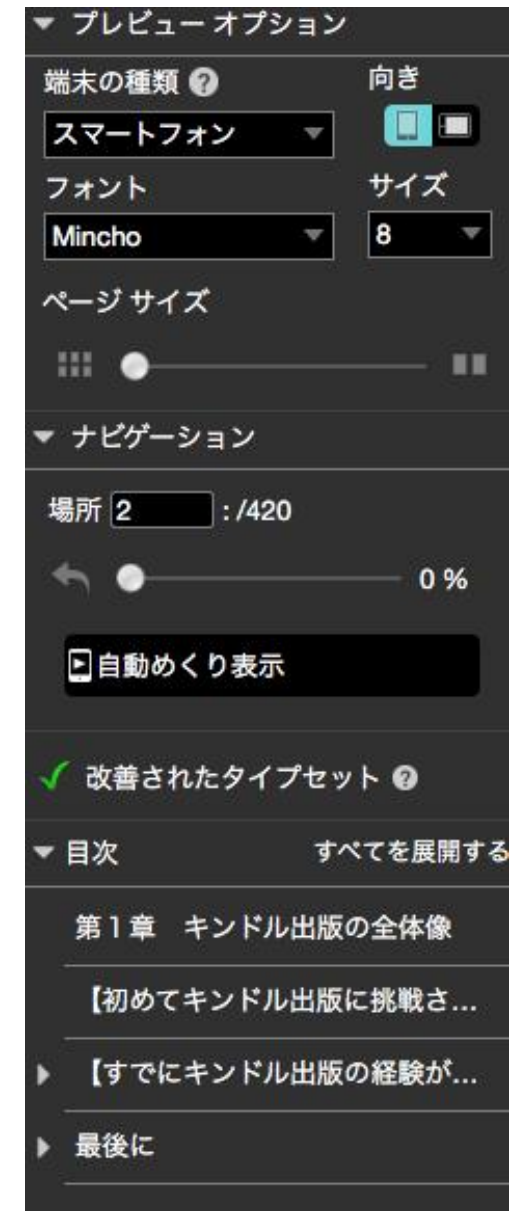 プレビュー オプション
端末の種類 ?
向き
スマートフォン
フォント
サイズ
Mincho
8
ページ サイズ
ナビゲーション
場所 2 : /420
0 %
自動めくり表示
改善されたタイプセット ?
目次 すべてを展開する
第1章　キンドル出版の全体像
【初めてキンドル出版に挑戦さ...
【すでにキンドル出版の経験が...
最後に